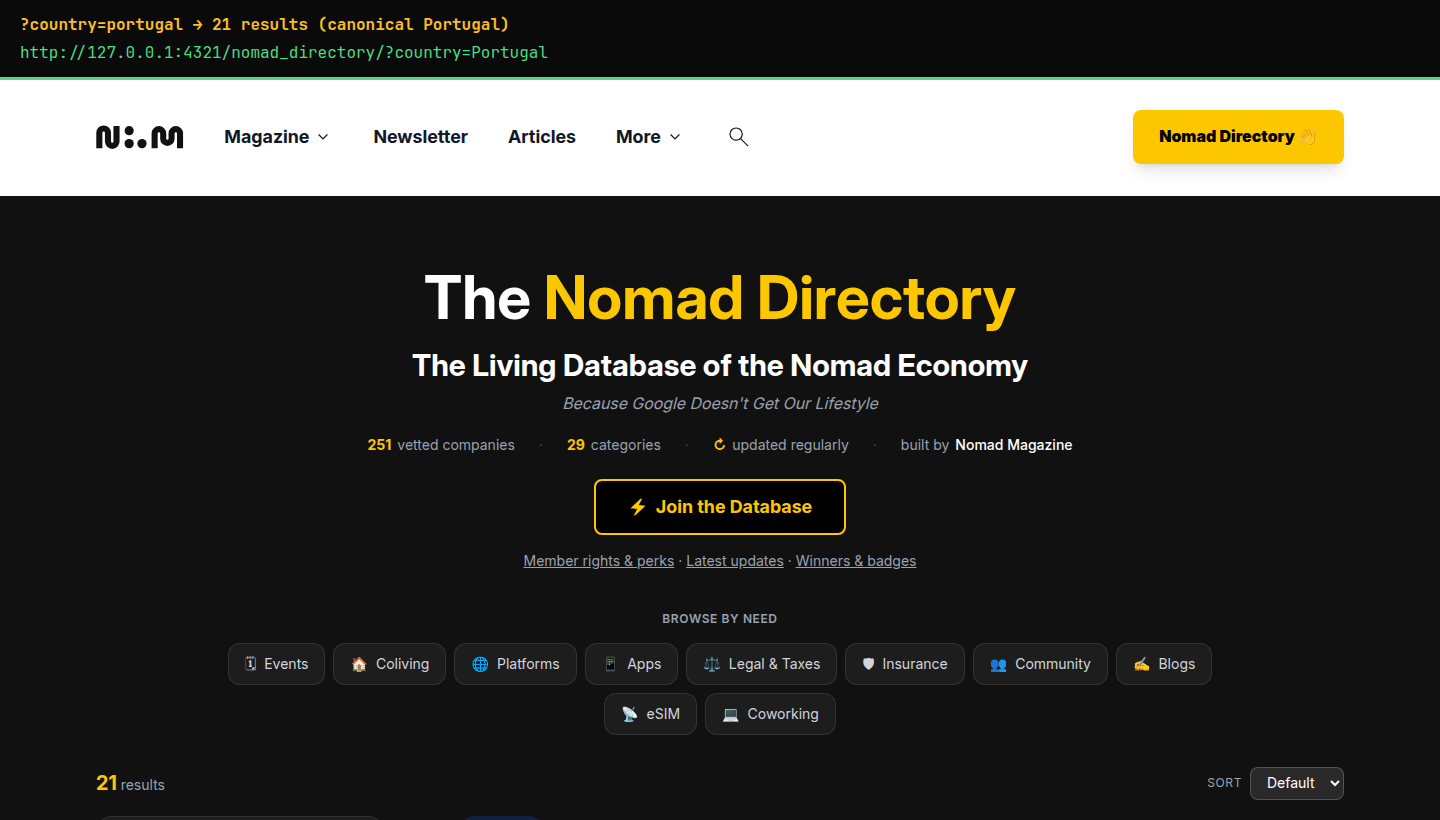 ?country=portugal → 21 results (canonical Portugal)
http://127.0.0.1:4321/nomad_directory/?country=Portugal
N:.M Magazine Newsletter Articles More Nomad Directory 👋
The Nomad Directory
The Living Database of the Nomad Economy
Because Google Doesn't Get Our Lifestyle
251 vetted companies · 29 categories · ↻ updated regularly · built by Nomad Magazine
⚡ Join the Database
Member rights & perks · Latest updates · Winners & badges
BROWSE BY NEED
🗓 Events 🏠 Coliving 🌐 Platforms 📱 Apps ⚖️ Legal & Taxes 🛡 Insurance 👥 Community ✍️ Blogs
📡 eSIM 💻 Coworking
21 results SORT Default